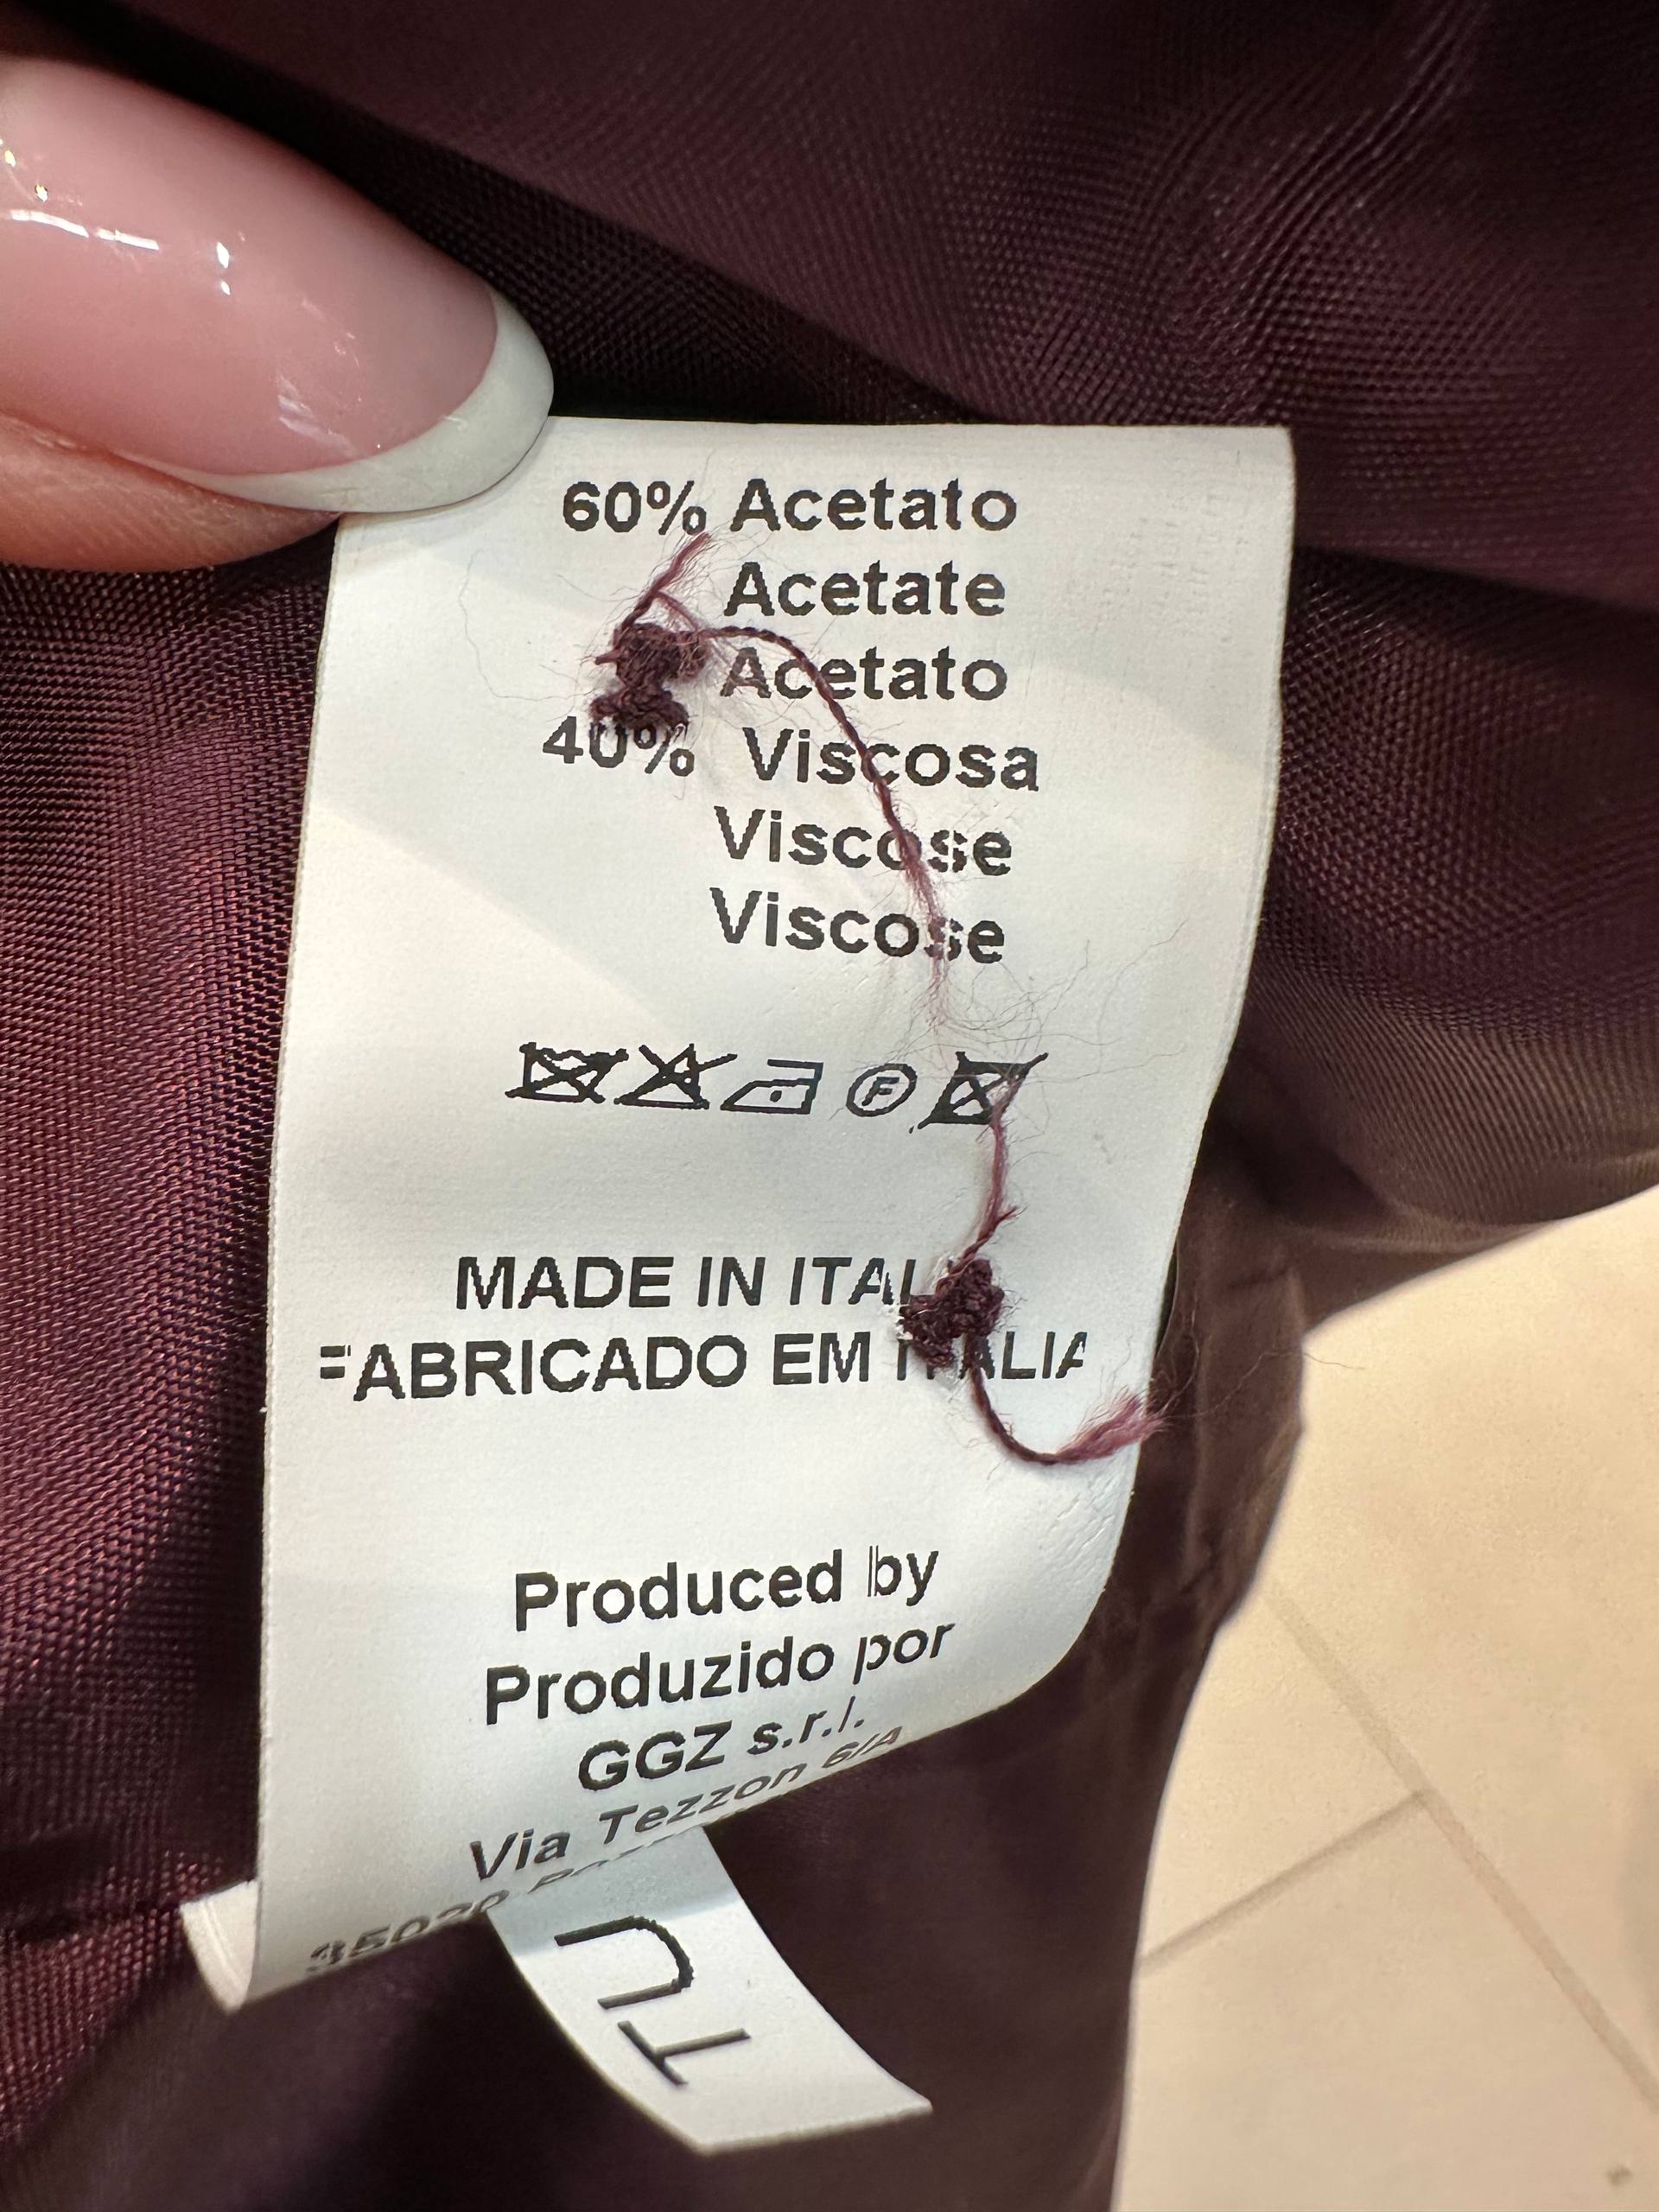 60% Acetato
Acetate
Acetato
40% Viscosa
Viscose
Viscose
F
MADE IN ITAL
FABRICADO EM ITALIA
Produced by
Produzido por
GGZ s.r.l.
Via Tezzon 6/A
TU